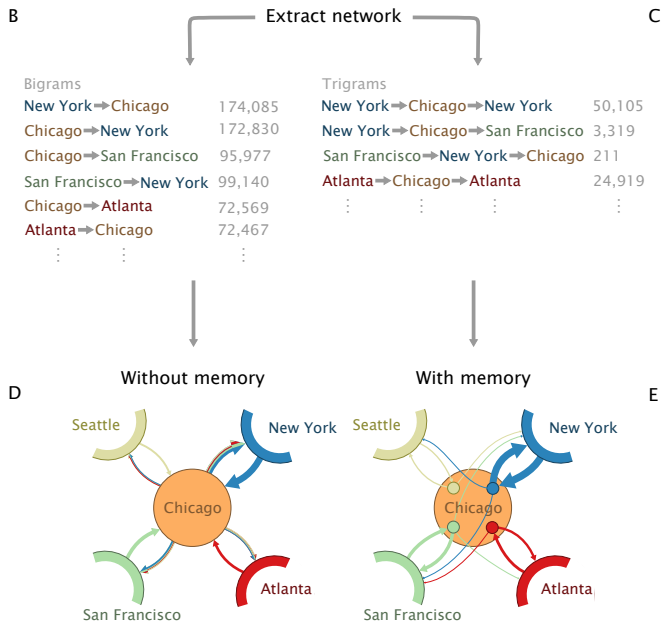 B
Extract network
C
Bigrams
New York Chicago 174,085
Chicago New York 172,830
Chicago San Francisco 95,977
San Francisco New York 99,140
Chicago Atlanta 72,569
Atlanta Chicago 72,467
Trigrams
New York Chicago New York 50,105
New York Chicago San Francisco 3,319
San Francisco New York Chicago 211
Atlanta Chicago Atlanta 24,919
Without memory
With memory
D
Seattle
New York
Chicago
San Francisco
Atlanta
E
Seattle
New York
Chicago
San Francisco
Atlanta